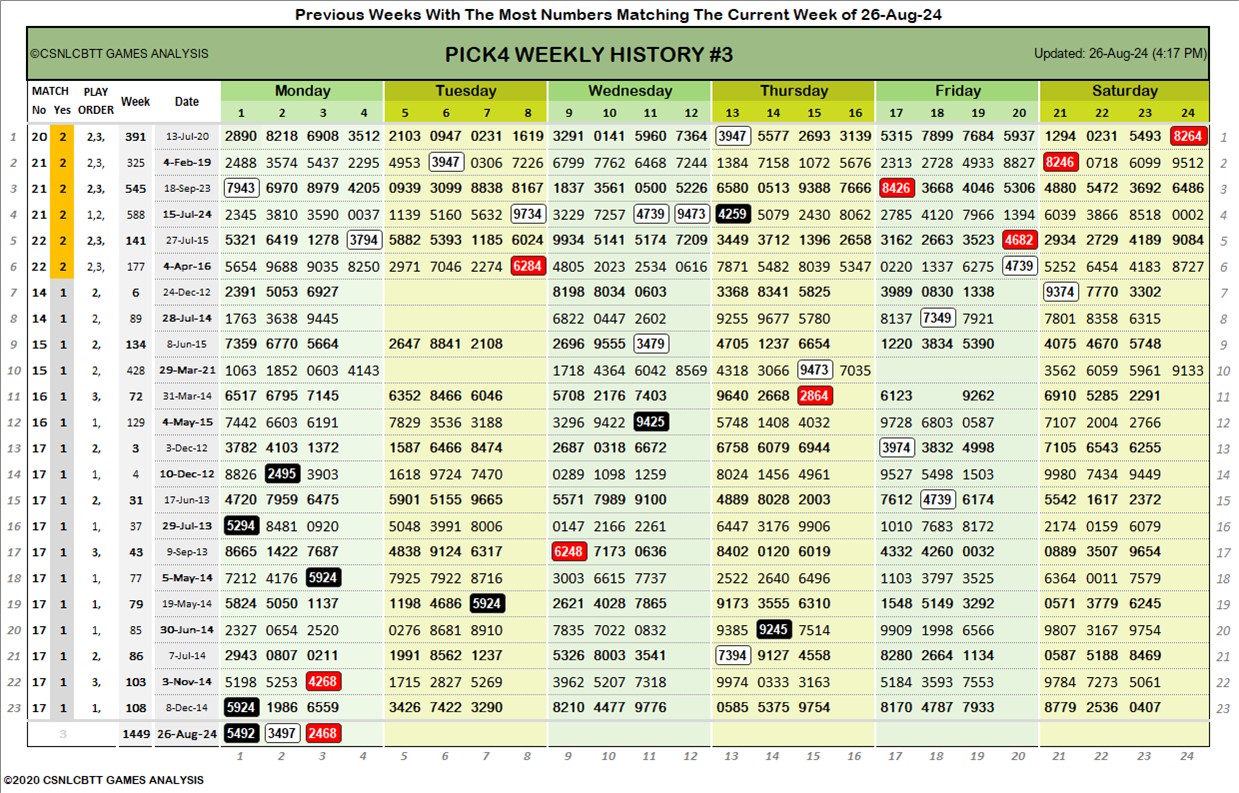 Previous Weeks With The Most Numbers Matching The Current Week of 26-Aug-24
©CSNLCBTT GAMES ANALYSIS PICK4 WEEKLY HISTORY #3 Updated: 26-Aug-24 (4:17 PM)
MATCH PLAY Week Date Monday Tuesday Wednesday Thursday Friday Saturday
No Yes ORDER 1 2 3 4 5 6 7 8 9 10 11 12 13 14 15 16 17 18 19 20 21 22 23 24
1 20 2 2,3, 391 13-Jul-20 2890 8218 6908 3512 2103 0947 0231 1619 3291 0141 5960 7364 3947 5577 2693 3139 5315 7899 7684 5937 1294 0231 5493 8264 1
2 21 2 2,3, 325 4-Feb-19 2488 3574 5437 2295 4953 3947 0306 7226 6799 7762 6468 7244 1384 7158 1072 5676 2313 2728 4933 8827 8246 0718 6099 9512 2
3 21 2 2,3, 545 18-Sep-23 7943 6970 8979 4205 0939 3099 8838 8167 1837 3561 0500 5226 6580 0513 9388 7666 8426 3668 4046 5306 4880 5472 3692 6486 3
4 21 2 1,2, 588 15-Jul-24 2345 3810 3590 0037 1139 5160 5632 9734 3229 7257 4739 9473 4259 5079 2430 8062 2785 4120 7966 1394 6039 3866 8518 0002 4
5 22 2 2,3, 141 27-Jul-15 5321 6419 1278 3794 5882 5393 1185 6024 9934 5141 5174 7209 3449 3712 1396 2658 3162 2663 3523 4682 2934 2729 4189 9084 5
6 22 2 2,3, 177 4-Apr-16 5654 9688 9035 8250 2971 7046 2274 6284 4805 2023 2534 0616 7871 5482 8039 5347 0220 1337 6275 4739 5252 6454 4183 8727 6
7 14 1 2, 6 24-Dec-12 2391 5053 6927 8198 8034 0603 3368 8341 5825 3989 0830 1338 9374 7770 3302 7
8 14 1 2, 89 28-Jul-14 1763 3638 9445 6822 0447 2602 9255 9677 5780 8137 7349 7921 7801 8358 6315 8
9 15 1 2, 134 8-Jun-15 7359 6770 5664 2647 8841 2108 2696 9555 3479 4705 1237 6654 1220 3834 5390 4075 4670 5748 9
10 15 1 2, 428 29-Mar-21 1063 1852 0603 4143 1718 4364 6042 8569 4318 3066 9473 7035 3562 6059 5961 9133 10
11 16 1 3, 72 31-Mar-14 6517 6795 7145 6352 8466 6046 5708 2176 7403 9640 2668 2864 6123 9262 6910 5285 2291 11
12 16 1 1, 129 4-May-15 7442 6603 6191 7829 3536 3188 3296 9422 9425 5748 1408 4032 9728 6803 0587 7107 2004 2766 12
13 17 1 2, 3 3-Dec-12 3782 4103 1372 1587 6466 8474 2687 0318 6672 6758 6079 6944 3974 3832 4998 7105 6543 6255 13
14 17 1 1, 4 10-Dec-12 8826 2495 3903 1618 9724 7470 0289 1098 1259 8024 1456 4961 9527 5498 1503 9980 7434 9449 14
15 17 1 2, 31 17-Jun-13 4720 7959 6475 5901 5155 9665 5571 7989 9100 4889 8028 2003 7612 4739 6174 5542 1617 2372 15
16 17 1 1, 37 29-Jul-13 5294 8481 0920 5048 3991 8006 0147 2166 2261 6447 3176 9906 1010 7683 8172 2174 0159 6079 16
17 17 1 3, 43 9-Sep-13 8665 1422 7687 4838 9124 6317 6248 7173 0636 8402 0120 6019 4332 4260 0032 0889 3507 9654 17
18 17 1 1, 77 5-May-14 7212 4176 5924 7925 7922 8716 3003 6615 7737 2522 2640 6496 1103 3797 3525 6364 0011 7579 18
19 17 1 1, 79 19-May-14 5824 5050 1137 1198 4686 5924 2621 4028 7865 9173 3555 6310 1548 5149 3292 0571 3779 6245 19
20 17 1 1, 85 30-Jun-14 2327 0654 2520 0276 8681 8910 7835 7022 0832 9385 9245 7514 9909 1998 6566 9807 3167 9754 20
21 17 1 2, 86 7-Jul-14 2943 0807 0211 1991 8562 1237 5326 8003 3541 7394 9127 4558 8280 2664 1134 0587 5188 8469 21
22 17 1 3, 103 3-Nov-14 5198 5253 4268 1715 2827 5269 3962 5207 7318 9974 0333 3163 5184 3593 7553 9784 7273 5061 22
23 17 1 1, 108 8-Dec-14 5924 1986 6559 3426 7422 3290 8210 4477 9776 0585 5375 9754 8170 4787 7933 8779 2536 0407 23
3 1449 26-Aug-24 5492 3497 2468
1 2 3 4 5 6 7 8 9 10 11 12 13 14 15 16 17 18 19 20 21 22 23 24
©2020 CSNLCBTT GAMES ANALYSIS